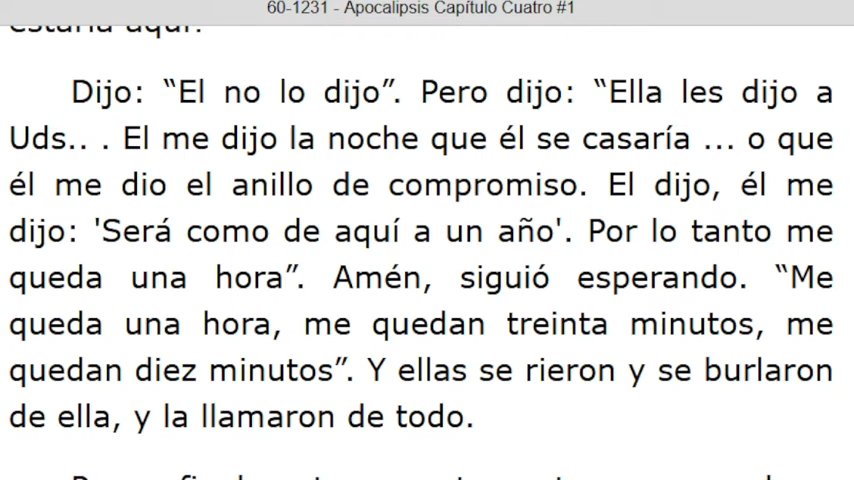 60-1231 - Apocalipsis Capítulo Cuatro #1
estaría aquí?
Dijo: “El no lo dijo”. Pero dijo: “Ella les dijo a
Uds.. . El me dijo la noche que él se casaría ... o que
él me dio el anillo de compromiso. El dijo, él me
dijo: 'Será como de aquí a un año'. Por lo tanto me
queda una hora”. Amén, siguió esperando. “Me
queda una hora, me quedan treinta minutos, me
quedan diez minutos”. Y ellas se rieron y se burlaron
de ella, y la llamaron de todo.